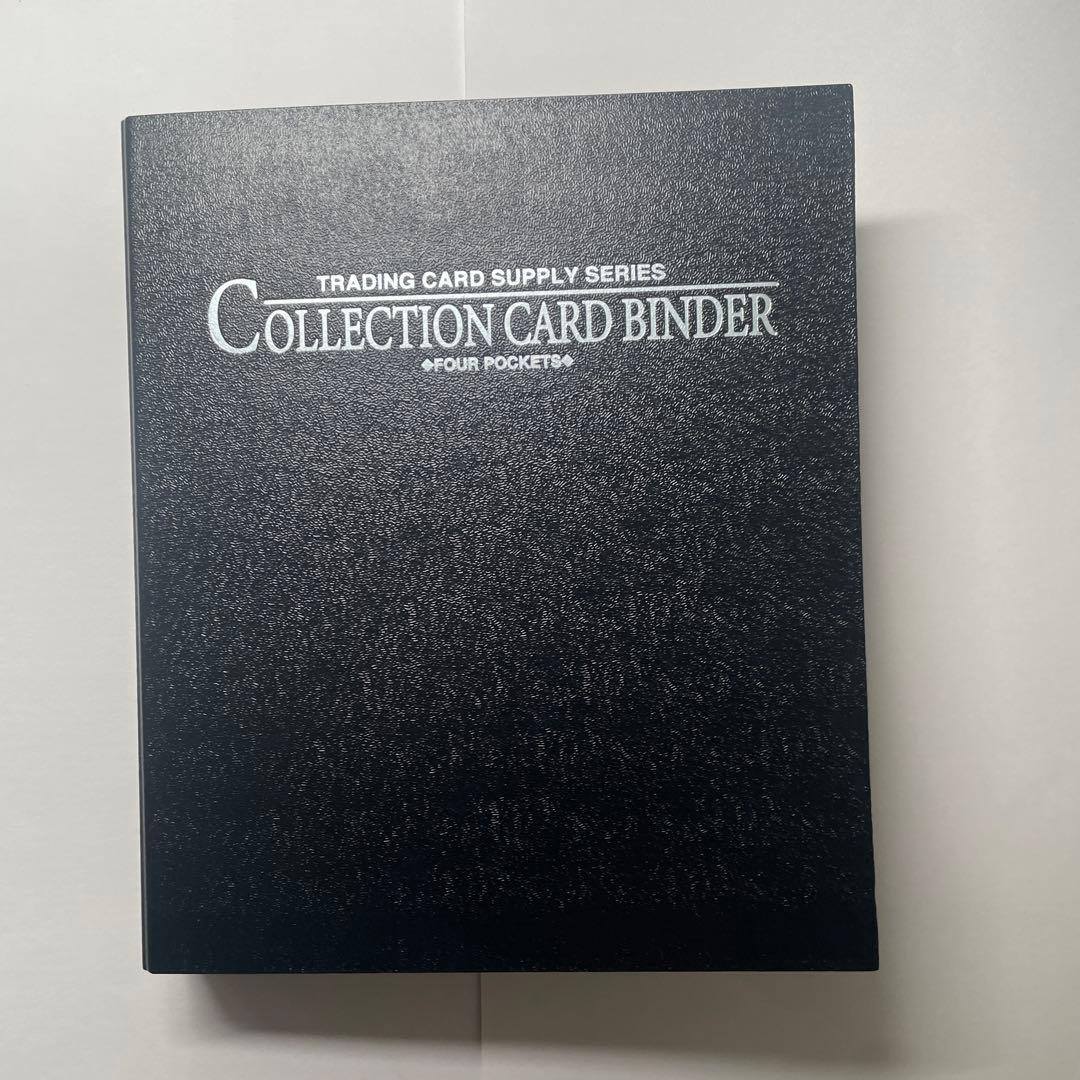 TRADING CARD SUPPLY SERIES
COLLECTION CARD BINDER
◆FOUR POCKETS◆